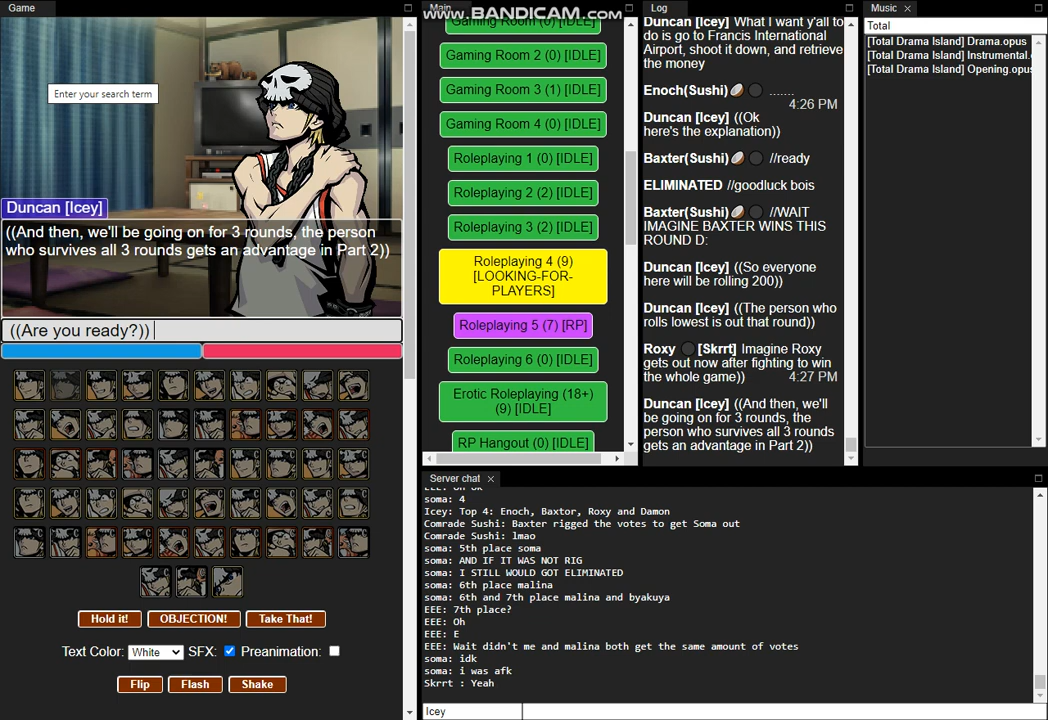 Game
Enter your search term
Duncan [Icey]
((And then, we'll be going on for 3 rounds, the person
who survives all 3 rounds gets an advantage in Part 2))
((Are you ready?))
Hold it!
OBJECTION!
Take That!
Text Color:
White
SFX:
Preanimation:
Flip
Flash
Shake
Main
www.BANDICAM.com
Gaming Room (0) [IDLE]
Gaming Room 2 (0) [IDLE]
Gaming Room 3 (1) [IDLE]
Gaming Room 4 (0) [IDLE]
Roleplaying 1 (0) [IDLE]
Roleplaying 2 (2) [IDLE]
Roleplaying 3 (2) [IDLE]
Roleplaying 4 (9)
[LOOKING-FOR-
PLAYERS]
Roleplaying 5 (7) [RP]
Roleplaying 6 (0) [IDLE]
Erotic Roleplaying (18+)
(9) [IDLE]
RP Hangout (0) [IDLE]
Log
Duncan [Icey] What I want y'all to
do is go to Francis International
Airport, shoot it down, and retrieve
the money
Enoch(Sushi) .......
4:26 PM
Duncan [Icey] ((Ok
here's the explanation))
Baxter(Sushi) //ready
ELIMINATED //goodluck bois
Baxter(Sushi) //WAIT
IMAGINE BAXTER WINS THIS
ROUND D:
Duncan [Icey] ((So everyone
here will be rolling 200))
Duncan [Icey] ((The person who
rolls lowest is out that round))
Roxy [Skrrt] Imagine Roxy
gets out now after fighting to win
the whole game))
4:27 PM
Duncan [Icey] ((And then, we'll
be going on for 3 rounds, the
person who survives all 3 rounds
gets an advantage in Part 2))
Music
Total
[Total Drama Island] Drama.opus
[Total Drama Island] Instrumental.
[Total Drama Island] Opening.opus
Server chat
soma: 4
Icey: Top 4: Enoch, Baxtor, Roxy and Damon
Comrade Sushi: Baxter rigged the votes to get Soma out
Comrade Sushi: lmao
soma: 5th place soma
soma: AND IF IT WAS NOT RIG
soma: I STILL WOULD GOT ELIMINATED
soma: 6th place malina
soma: 6th and 7th place malina and byakuya
EEE: 7th place?
EEE: Oh
EEE: E
EEE: Wait didn't me and malina both get the same amount of votes
soma: idk
soma: i was afk
Skrrt : Yeah
Icey